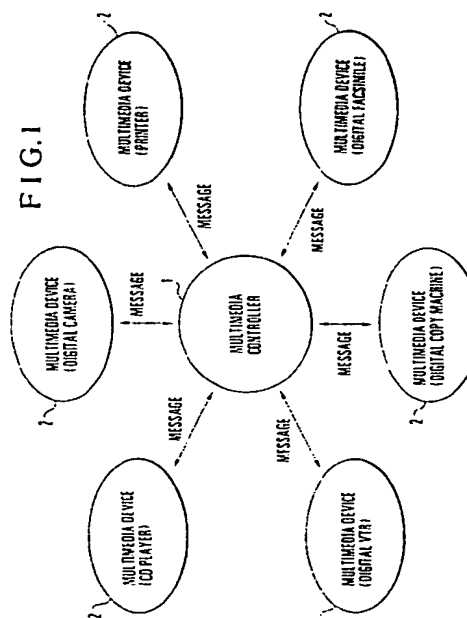 FIG.1
MULTIMEDIA DEVICE
(DIGITAL CAMERA)
2
MULTIMEDIA DEVICE
(CD PLAYER)
2
MULTIMEDIA DEVICE
(PRINTER)
2
MESSAGE
MESSAGE
MESSAGE
1
MULTIMEDIA
CONTROLLER
MESSAGE
MESSAGE
MESSAGE
MULTIMEDIA DEVICE
(DIGITAL VTR)
MULTIMEDIA DEVICE
(DIGITAL COPY MACHINE)
2
MULTIMEDIA DEVICE
(DIGITAL FACSIMILE)
2